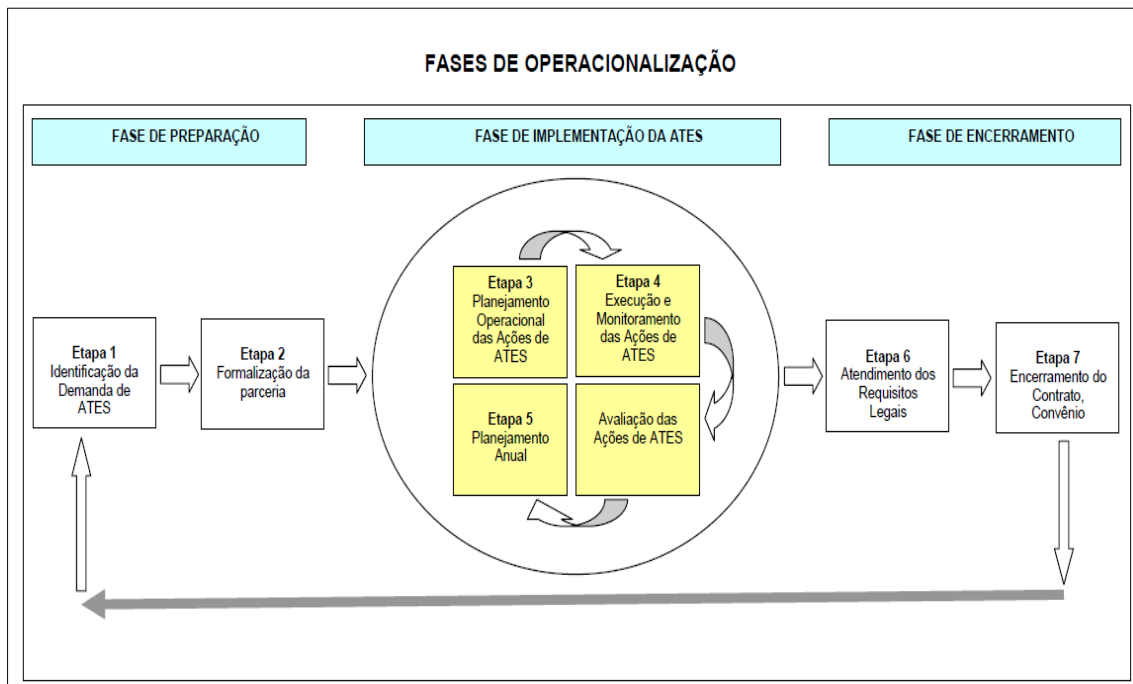 FASES DE OPERACIONALIZAÇÃO
FASE DE PREPARAÇÃO
FASE DE IMPLEMENTAÇÃO DA ATES
FASE DE ENCERRAMENTO
Etapa 1
Identificação da
Demanda de
ATES
Etapa 2
Formalização da
parceria
Etapa 3
Planejamento
Operacional
das Ações de
ATES
Etapa 4
Execução e
Monitoramento
das Ações de
ATES
Etapa 5
Planejamento
Anual
Avaliação das
Ações de ATES
Etapa 6
Atendimento dos
Requisitos
Legais
Etapa 7
Encerramento do
Contrato,
Convênio